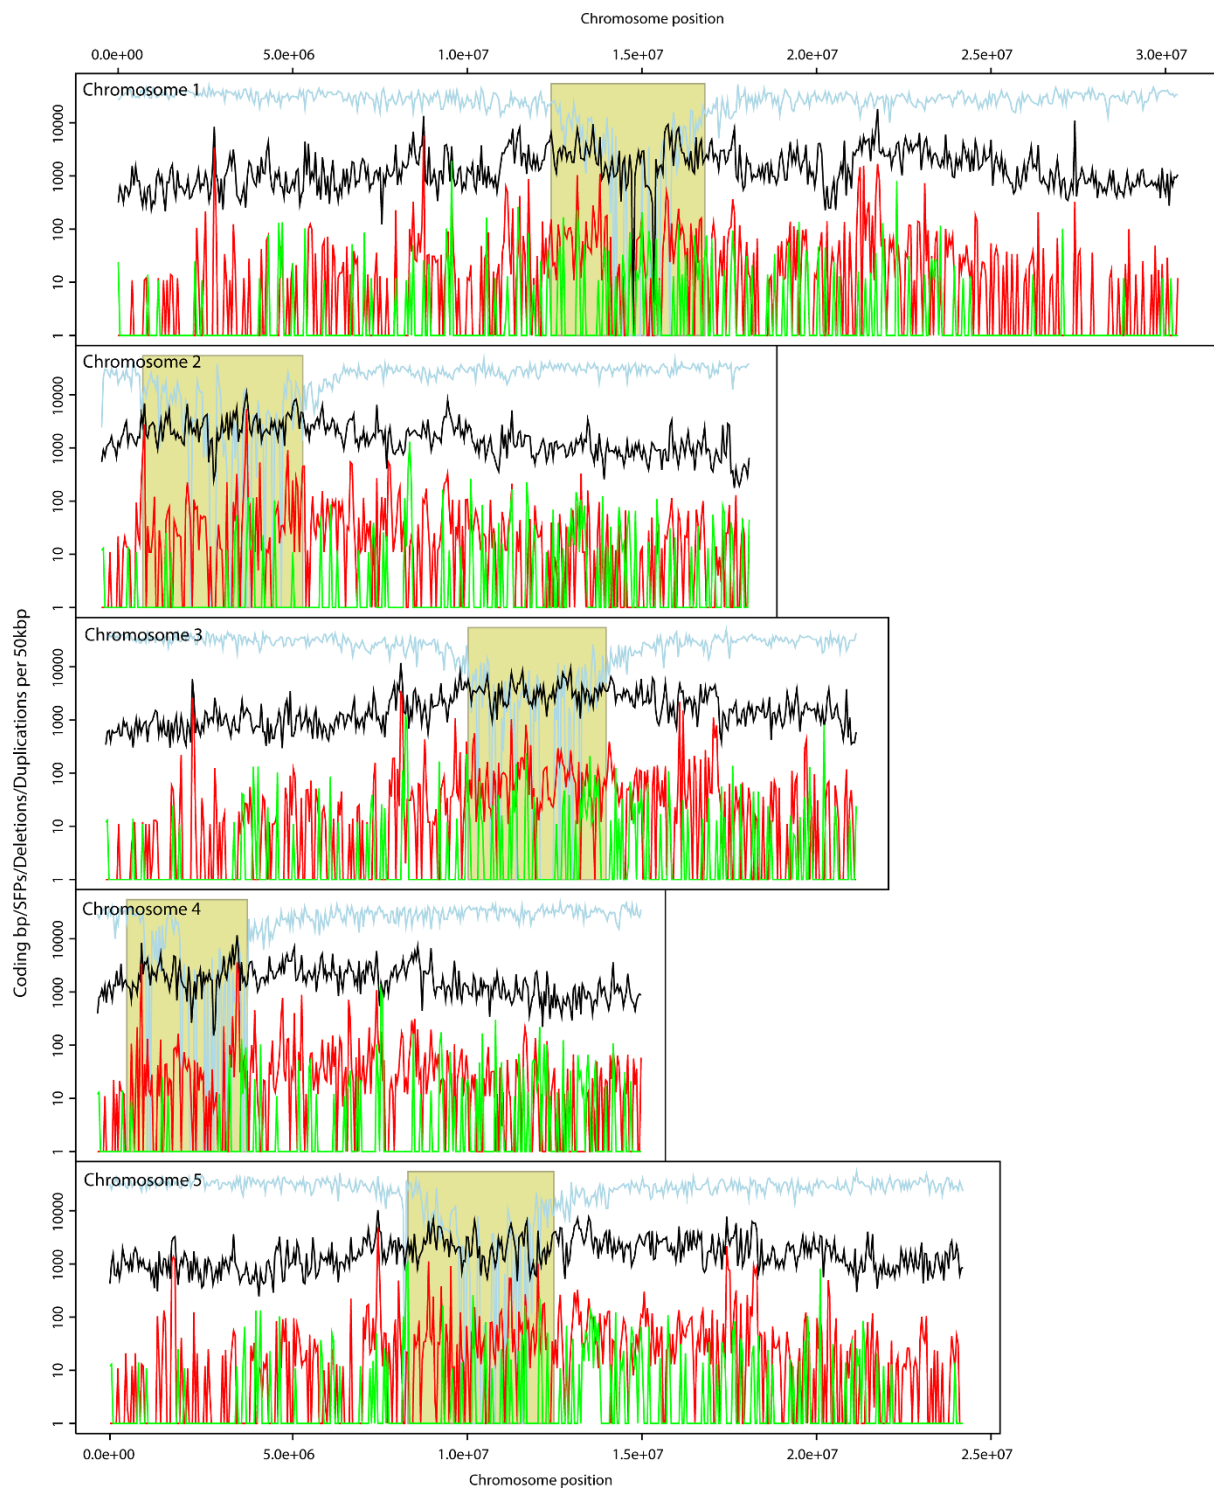 Chromosome position
0.0e+00 5.0e+06 1.0e+07 1.5e+07 2.0e+07 2.5e+07 3.0e+07
Chromosome 1
10000
1000
100
10
1
Chromosome 2
10000
1000
100
10
1
Chromosome 3
10000
1000
100
10
1
Coding bp/SFPs/Deletions/Duplications per 50kbp
Chromosome 4
10000
1000
100
10
1
Chromosome 5
10000
1000
100
10
1
0.0e+00 5.0e+06 1.0e+07 1.5e+07 2.0e+07 2.5e+07
Chromosome position